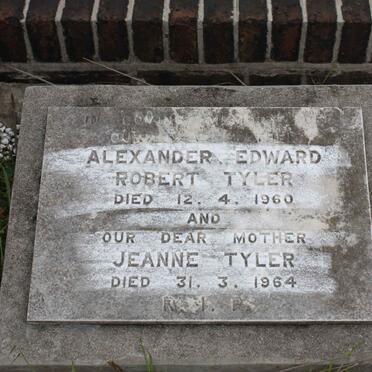 ALEXANDER EDWARD
ROBERT TYLER
DIED 12. 4. 1960
AND
OUR DEAR MOTHER
JEANNE TYLER
DIED 31. 3. 1964
R. I. P.